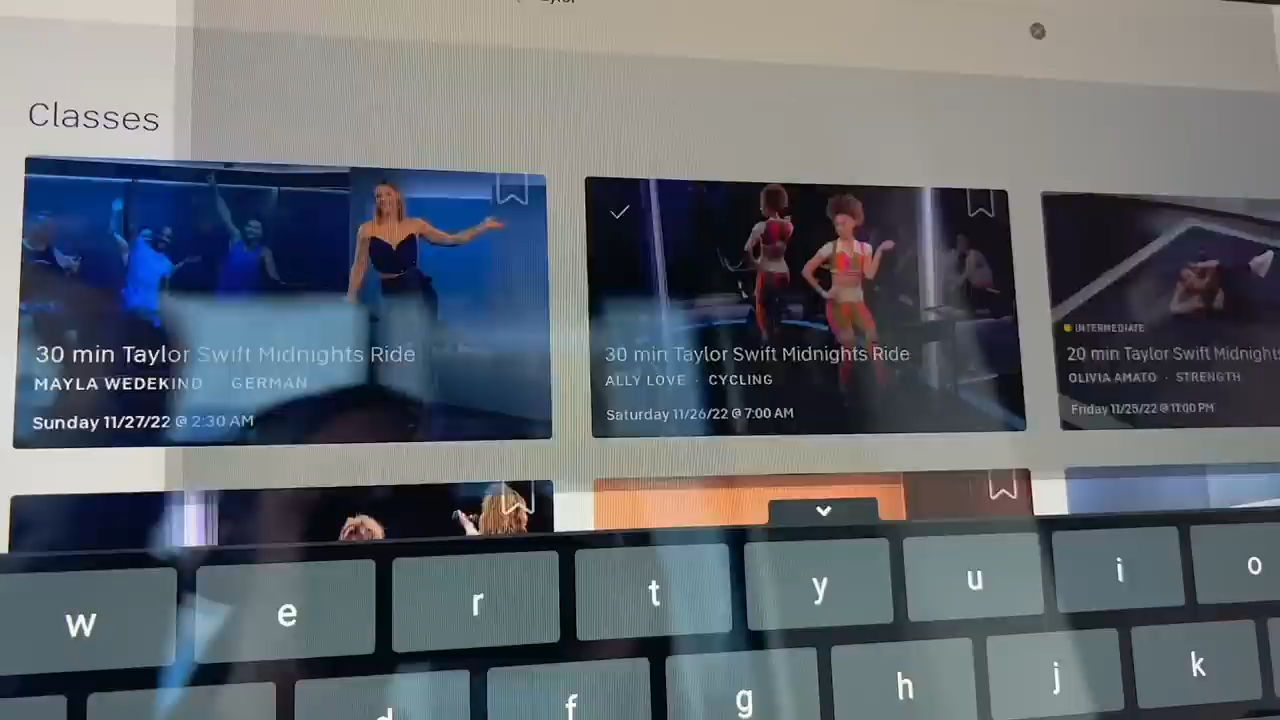 Classes
30 min Taylor Swift Midnights Ride
MAYLA WEDEKIND GERMAN
Sunday 11/27/22 @ 2:30 AM
30 min Taylor Swift Midnights Ride
ALLY LOVE · CYCLING
Saturday 11/26/22 @ 7:00 AM
INTERMEDIATE
20 min Taylor Swift Midnights
OLIVIA AMATO · STRENGTH
Friday 11/25/22 @ 11:00 PM
w e r t y u i o
d f g h j k